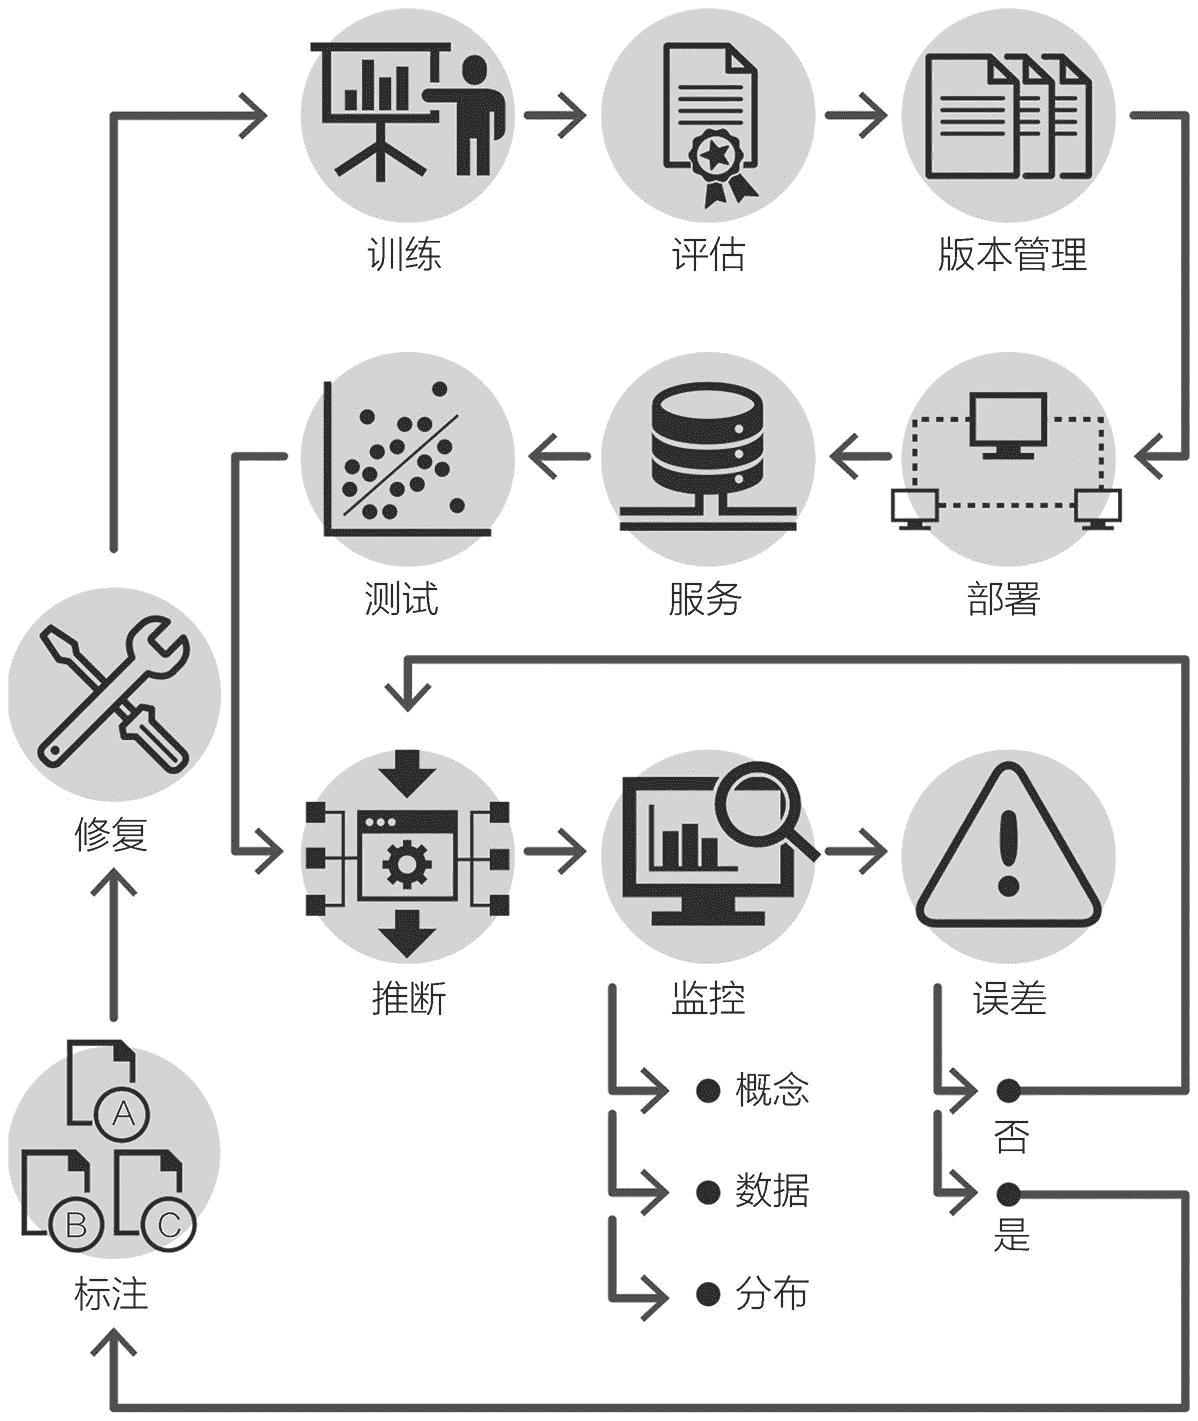 训练
评估
版本管理
测试
服务
部署
修复
推断
监控
误差
概念
否
数据
是
分布
A
B
C
标注